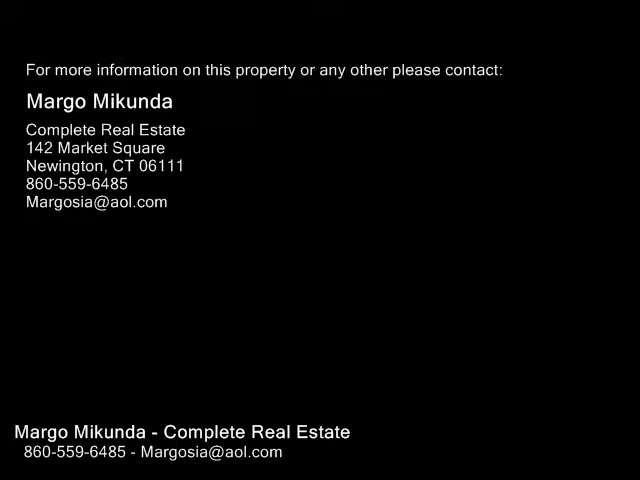 For more information on this property or any other please contact:
Margo Mikunda
Complete Real Estate
142 Market Square
Newington, CT 06111
860-559-6485
Margosia@aol.com
Margo Mikunda - Complete Real Estate
860-559-6485 - Margosia@aol.com